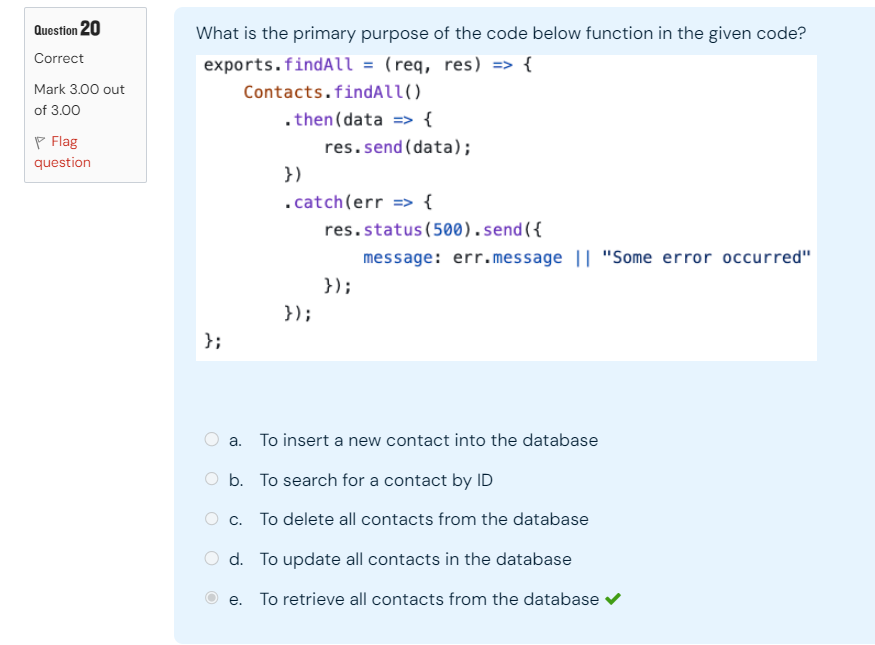 Question 20
Correct
Mark 3.00 out
of 3.00
Flag
question
What is the primary purpose of the code below function in the given code?
exports.findAll = (req, res) => {
    Contacts.findAll()
        .then(data => {
            res.send(data);
        })
        .catch(err => {
            res.status(500).send({
                message: err.message || "Some error occurred"
            });
        });
};
a. To insert a new contact into the database
b. To search for a contact by ID
c. To delete all contacts from the database
d. To update all contacts in the database
e. To retrieve all contacts from the database